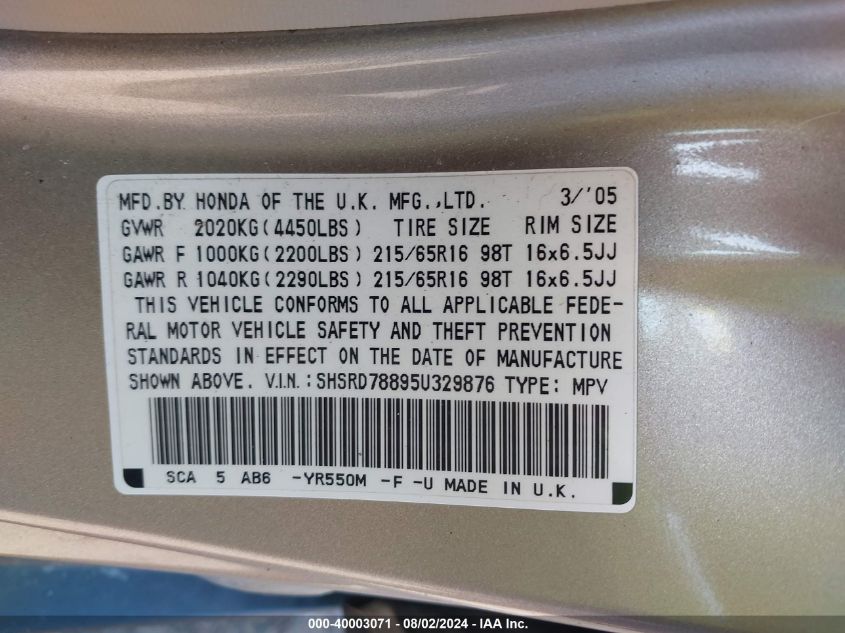 MFD.BY HONDA OF THE U.K. MFG.,LTD. 3/'05
GVWR 2020KG(4450LBS) TIRE SIZE RIM SIZE
GAWR F 1000KG(2200LBS) 215/65R16 98T 16x6.5JJ
GAWR R 1040KG(2290LBS) 215/65R16 98T 16x6.5JJ
THIS VEHICLE CONFORMS TO ALL APPLICABLE FEDE-
RAL MOTOR VEHICLE SAFETY AND THEFT PREVENTION
STANDARDS IN EFFECT ON THE DATE OF MANUFACTURE
SHOWN ABOVE. V.I.N.:SHSRD78895U329876 TYPE: MPV
SCA 5 AB6 -YR550M -F -U MADE IN U.K.
000-40003071 - 08/02/2024 - IAA Inc.